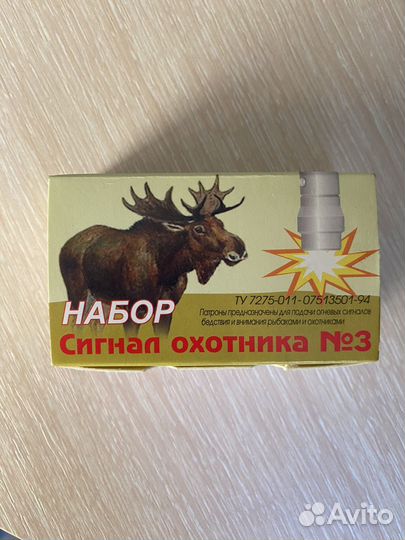 ТУ 7275-011-07513501-94
НАБОР
Патроны предназначены для подачи огневых сигналов
бедствия и внимания рыбаками и охотниками
Сигнал охотника №3
Avito